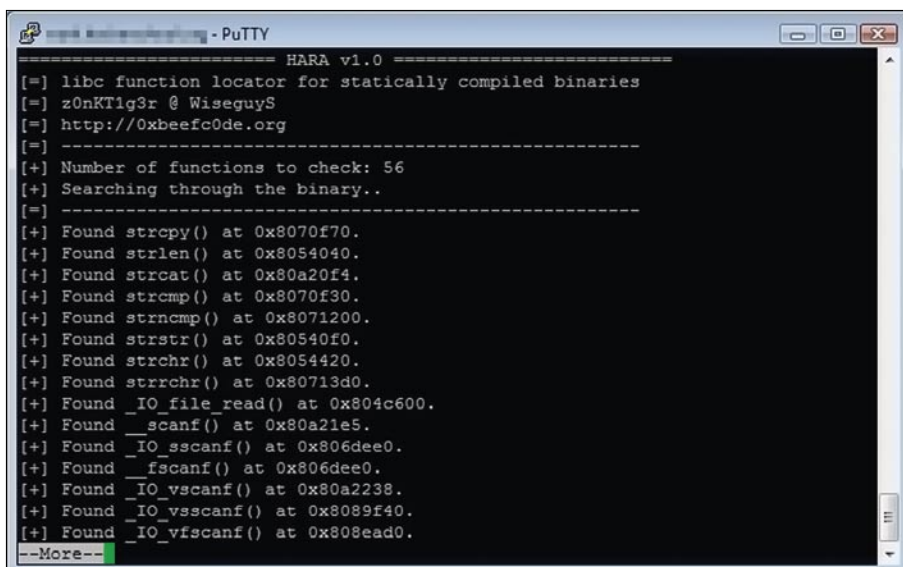 - PuTTY
========================= HARA v1.0 ==========================
[=] libc function locator for statically compiled binaries
[=] z0nKT1g3r @ WiseguyS
[=] http://0xbeefc0de.org
[=] ------------------------------------------------------
[+] Number of functions to check: 56
[+] Searching through the binary..
[=] ------------------------------------------------------
[+] Found strcpy() at 0x8070f70.
[+] Found strlen() at 0x8054040.
[+] Found strcat() at 0x80a20f4.
[+] Found strcmp() at 0x8070f30.
[+] Found strncmp() at 0x8071200.
[+] Found strstr() at 0x80540f0.
[+] Found strchr() at 0x8054420.
[+] Found strrchr() at 0x80713d0.
[+] Found _IO_file_read() at 0x804c600.
[+] Found __scanf() at 0x80a21e5.
[+] Found _IO_sscanf() at 0x806dee0.
[+] Found __fscanf() at 0x806dee0.
[+] Found _IO_vscanf() at 0x80a2238.
[+] Found _IO_vsscanf() at 0x8089f40.
[+] Found _IO_vfscanf() at 0x808ead0.
--More--